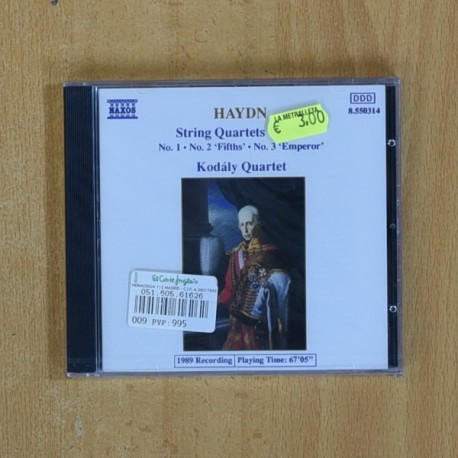 NAXOS
DDD
8.550314
HAYDN
LA METRALLETA
€ 3,00
String Quartets
No. 1 • No. 2 ‘Fifths’ • No. 3 ‘Emperor’
Kodály Quartet
El Corte Inglés
051.505.61626
009 PVP: 995
1989 Recording | Playing Time: 67'05"